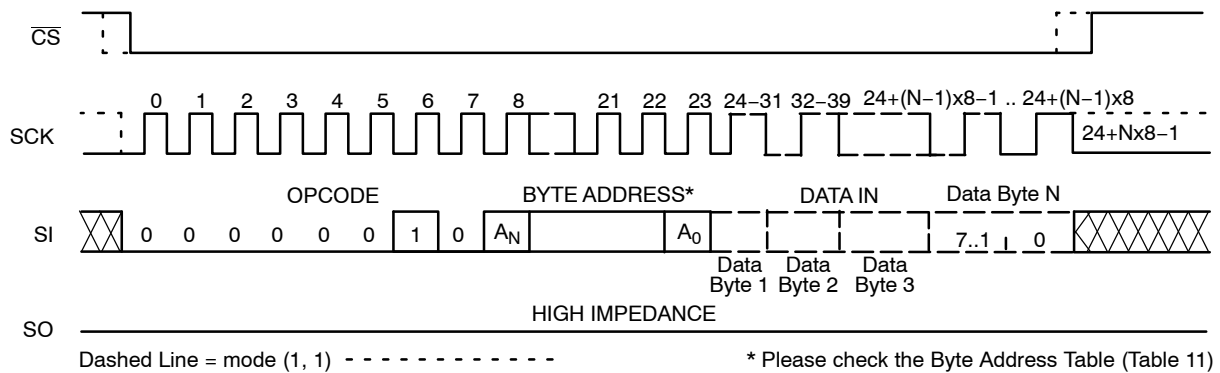 CS
0 1 2 3 4 5 6 7 8 21 22 23 24−31 32−39 24+(N−1)x8−1 .. 24+(N−1)x8
SCK
24+Nx8−1
OPCODE BYTE ADDRESS* DATA IN Data Byte N
SI
0 0 0 0 0 0 1 0 AN A0 7..1 0
Data Byte 1
Data Byte 2
Data Byte 3
HIGH IMPEDANCE
SO
Dashed Line = mode (1, 1) * Please check the Byte Address Table (Table 11)